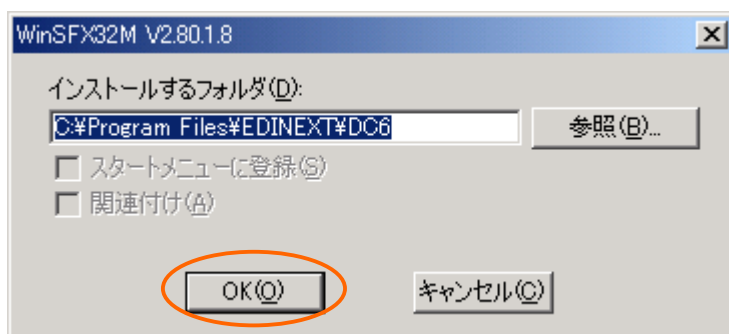 WinSFX32M V2.80.1.8
インストールするフォルダ(D):
C:¥Program Files¥EDINEXT¥DC6
参照(B)...
スタートメニューに登録(S)
関連付け(A)
OK(O)
キャンセル(C)